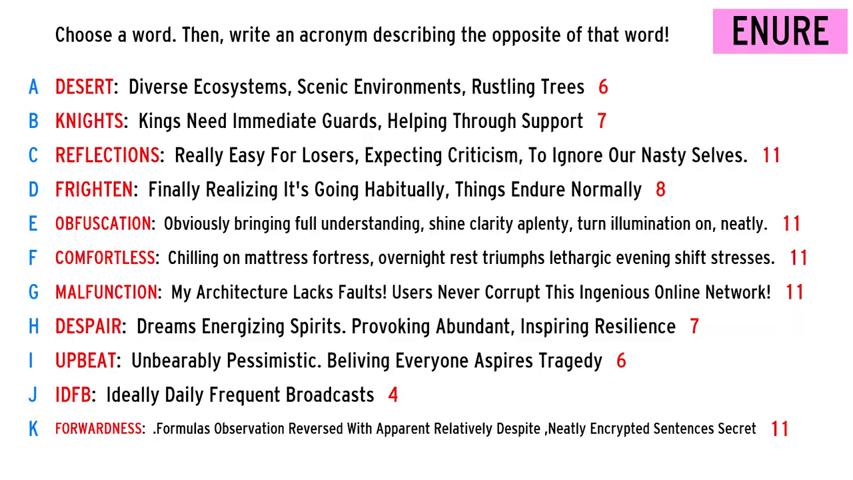 Choose a word. Then, write an acronym describing the opposite of that word!
ENURE
A DESERT: Diverse Ecosystems, Scenic Environments, Rustling Trees 6
B KNIGHTS: Kings Need Immediate Guards, Helping Through Support 7
C REFLECTIONS: Really Easy For Losers, Expecting Criticism, To Ignore Our Nasty Selves. 11
D FRIGHTEN: Finally Realizing It's Going Habitually, Things Endure Normally 8
E OBFUSCATION: Obviously bringing full understanding, shine clarity aplenty, turn illumination on, neatly. 11
F COMFORTLESS: Chilling on mattress fortress, overnight rest triumphs lethargic evening shift stresses. 11
G MALFUNCTION: My Architecture Lacks Faults! Users Never Corrupt This Ingenious Online Network! 11
H DESPAIR: Dreams Energizing Spirits. Provoking Abundant, Inspiring Resilience 7
I UPBEAT: Unbearably Pessimistic. Beliving Everyone Aspires Tragedy 6
J IDFB: Ideally Daily Frequent Broadcasts 4
K FORWARDNESS: .Formulas Observation Reversed With Apparent Relatively Despite ,Neatly Encrypted Sentences Secret 11